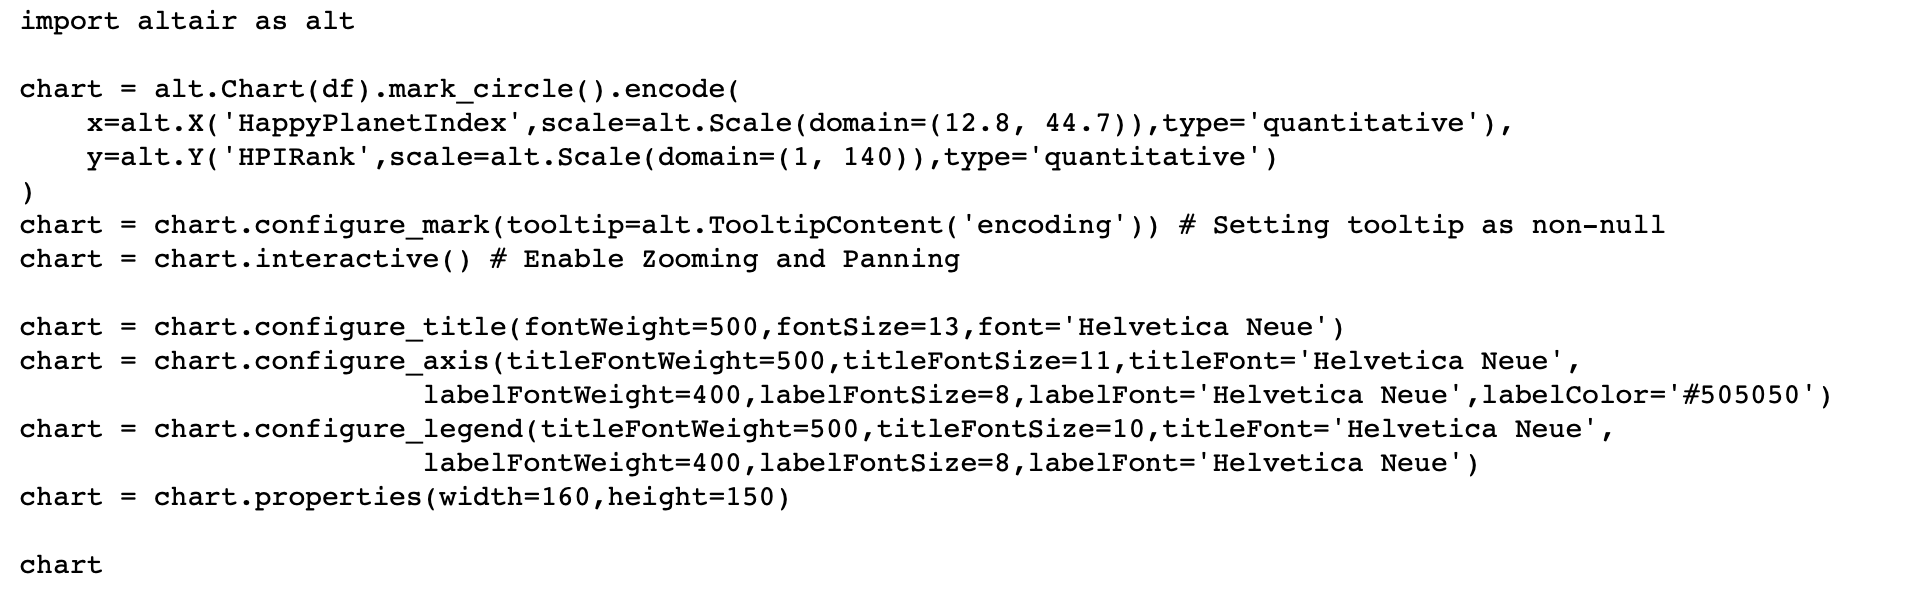 import altair as alt

chart = alt.Chart(df).mark_circle().encode(
    x=alt.X('HappyPlanetIndex',scale=alt.Scale(domain=(12.8, 44.7)),type='quantitative'),
    y=alt.Y('HPIRank',scale=alt.Scale(domain=(1, 140)),type='quantitative')
)
chart = chart.configure_mark(tooltip=alt.TooltipContent('encoding')) # Setting tooltip as non-null
chart = chart.interactive() # Enable Zooming and Panning

chart = chart.configure_title(fontWeight=500,fontSize=13,font='Helvetica Neue')
chart = chart.configure_axis(titleFontWeight=500,titleFontSize=11,titleFont='Helvetica Neue',
                        labelFontWeight=400,labelFontSize=8,labelFont='Helvetica Neue',labelColor='#505050')
chart = chart.configure_legend(titleFontWeight=500,titleFontSize=10,titleFont='Helvetica Neue',
                        labelFontWeight=400,labelFontSize=8,labelFont='Helvetica Neue')
chart = chart.properties(width=160,height=150)

chart